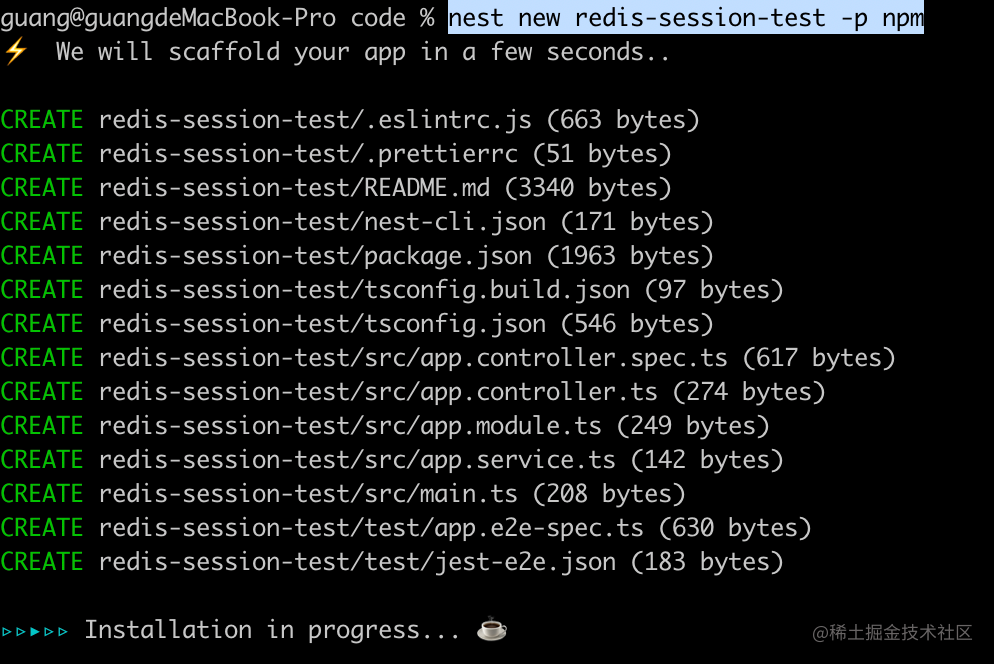 guang@guangdeMacBook-Pro code % nest new redis-session-test -p npm
⚡ We will scaffold your app in a few seconds..
CREATE redis-session-test/.eslintrc.js (663 bytes)
CREATE redis-session-test/.prettierrc (51 bytes)
CREATE redis-session-test/README.md (3340 bytes)
CREATE redis-session-test/nest-cli.json (171 bytes)
CREATE redis-session-test/package.json (1963 bytes)
CREATE redis-session-test/tsconfig.build.json (97 bytes)
CREATE redis-session-test/tsconfig.json (546 bytes)
CREATE redis-session-test/src/app.controller.spec.ts (617 bytes)
CREATE redis-session-test/src/app.controller.ts (274 bytes)
CREATE redis-session-test/src/app.module.ts (249 bytes)
CREATE redis-session-test/src/app.service.ts (142 bytes)
CREATE redis-session-test/src/main.ts (208 bytes)
CREATE redis-session-test/test/app.e2e-spec.ts (630 bytes)
CREATE redis-session-test/test/jest-e2e.json (183 bytes)
▹▹▸▹▹ Installation in progress... ☕
@稀土掘金技术社区